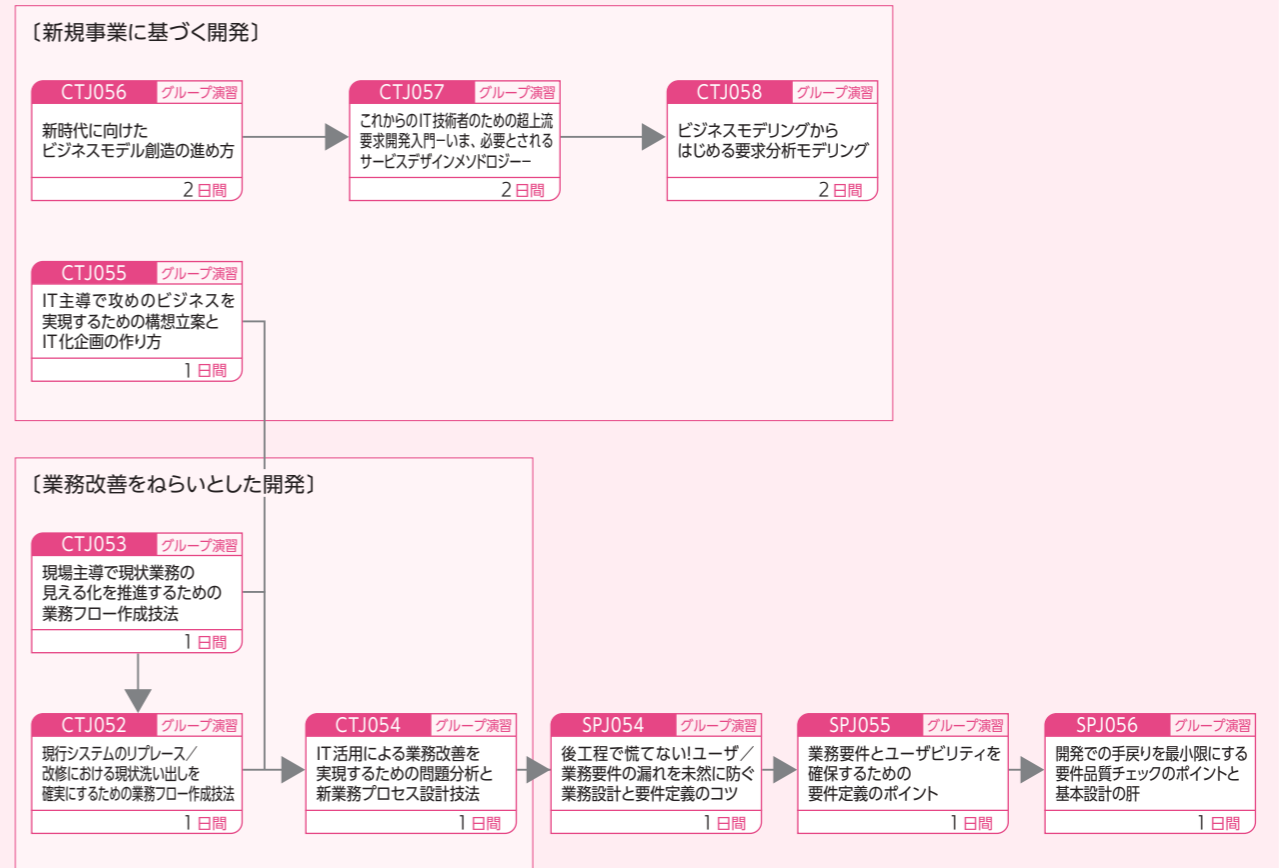 〔新規事業に基づく開発〕
CTJ056 グループ演習
新時代に向けた
ビジネスモデル創造の進め方
2日間
CTJ057 グループ演習
これからのIT技術者のための超上流
要求開発入門−いま、必要とされる
サービスデザインメソドロジー−
2日間
CTJ058 グループ演習
ビジネスモデリングから
はじめる要求分析モデリング
2日間
CTJ055 グループ演習
IT主導で攻めのビジネスを
実現するための構想立案と
IT化企画の作り方
1日間
〔業務改善をねらいとした開発〕
CTJ053 グループ演習
現場主導で現状業務の
見える化を推進するための
業務フロー作成技法
1日間
CTJ052 グループ演習
現行システムのリプレース／
改修における現状洗い出しを
確実にするための業務フロー作成技法
1日間
CTJ054 グループ演習
IT活用による業務改善を
実現するための問題分析と
新業務プロセス設計技法
1日間
SPJ054 グループ演習
後工程で慌てない!ユーザ／
業務要件の漏れを未然に防ぐ
業務設計と要件定義のコツ
1日間
SPJ055 グループ演習
業務要件とユーザビリティを
確保するための
要件定義のポイント
1日間
SPJ056 グループ演習
開発での手戻りを最小限にする
要件品質チェックのポイントと
基本設計の肝
1日間